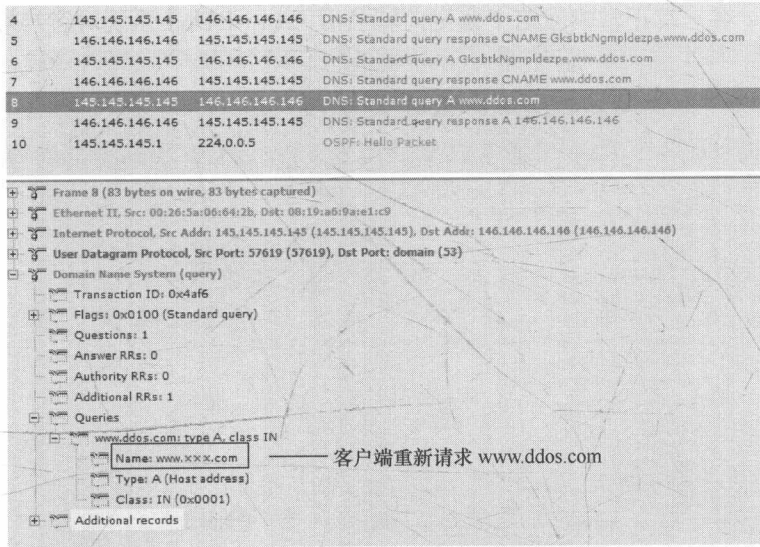 4 145.145.145.145 146.146.146.146 DNS: Standard query A www.ddos.com
5 146.146.146.146 145.145.145.145 DNS: Standard query response CNAME GksbtkNgmpldezpe.www.ddos.com
6 145.145.145.145 146.146.146.146 DNS: Standard query A GksbtkNgmpldezpe.www.ddos.com
7 146.146.146.146 145.145.145.145 DNS: Standard query response CNAME www.ddos.com
8 145.145.145.145 146.146.146.146 DNS: Standard query A www.ddos.com
9 146.146.146.146 145.145.145.145 DNS: Standard query response A 146.146.146.146
10 145.145.145.1 224.0.0.5 OSPF: Hello Packet
Frame 8 (83 bytes on wire, 83 bytes captured)
Ethernet II, Src: 00:26:5a:06:64:2b, Dst: 08:19:a6:9a:e1:c9
Internet Protocol, Src Addr: 145.145.145.145 (145.145.145.145), Dst Addr: 146.146.146.146 (146.146.146.146)
User Datagram Protocol, Src Port: 57619 (57619), Dst Port: domain (53)
Domain Name System (query)
Transaction ID: 0x4af6
Flags: 0x0100 (Standard query)
Questions: 1
Answer RRs: 0
Authority RRs: 0
Additional RRs: 1
Queries
www.ddos.com: type A, class IN
Name: www.×××.com 客户端重新请求 www.ddos.com
Type: A (Host address)
Class: IN (0x0001)
Additional records